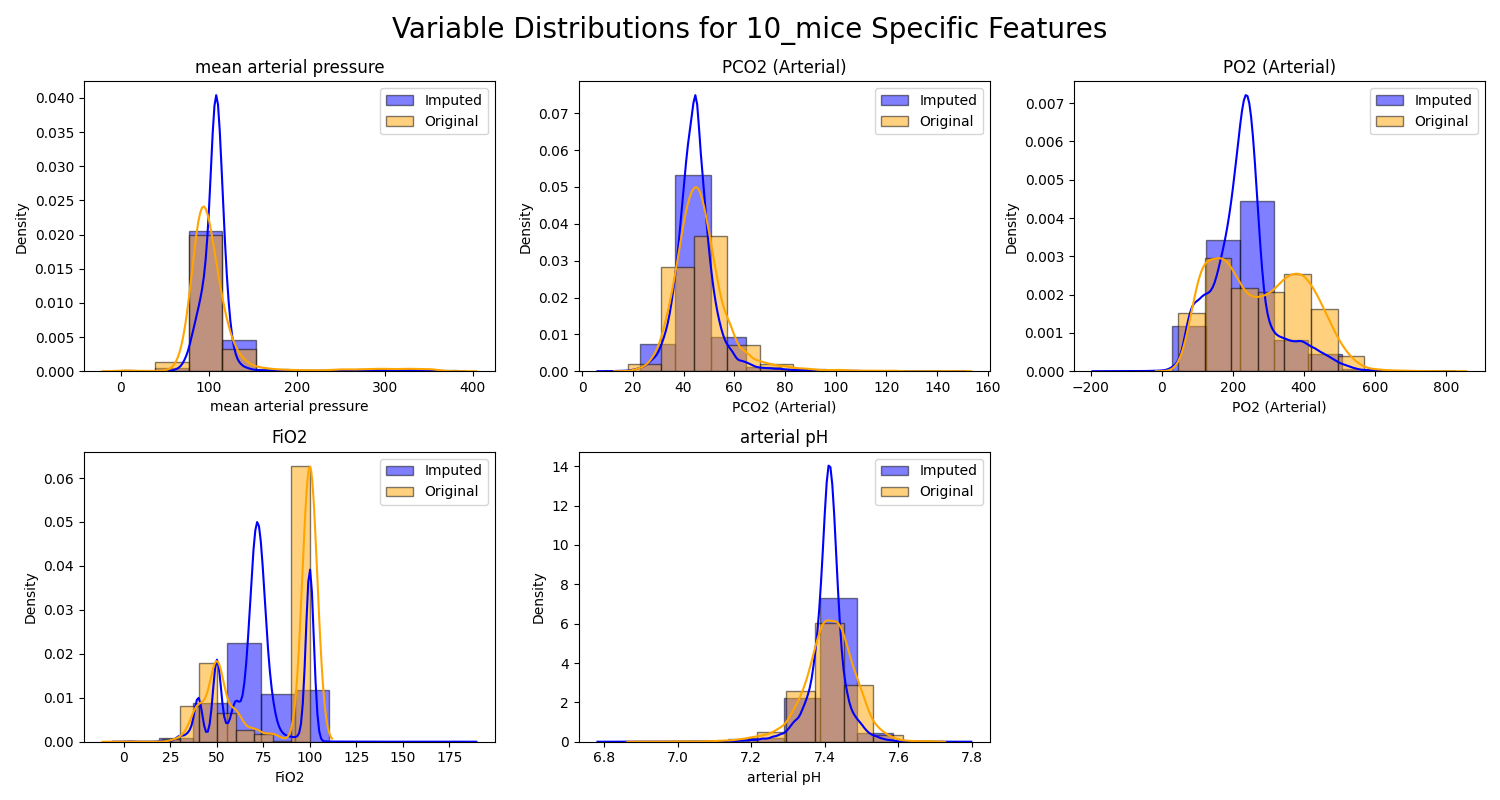 Variable Distributions for 10_mice Specific Features
mean arterial pressure
0.040
0.035
0.030
0.025
0.020
0.015
0.010
0.005
0.000
Density
0
100
200
300
400
mean arterial pressure
Imputed
Original
PCO2 (Arterial)
0.07
0.06
0.05
0.04
0.03
0.02
0.01
0.00
Density
0
20
40
60
80
100
120
140
160
PCO2 (Arterial)
Imputed
Original
PO2 (Arterial)
0.007
0.006
0.005
0.004
0.003
0.002
0.001
0.000
Density
−200
0
200
400
600
800
PO2 (Arterial)
Imputed
Original
FiO2
0.06
0.05
0.04
0.03
0.02
0.01
0.00
Density
0
25
50
75
100
125
150
175
FiO2
Imputed
Original
arterial pH
14
12
10
8
6
4
2
0
Density
6.8
7.0
7.2
7.4
7.6
7.8
arterial pH
Imputed
Original